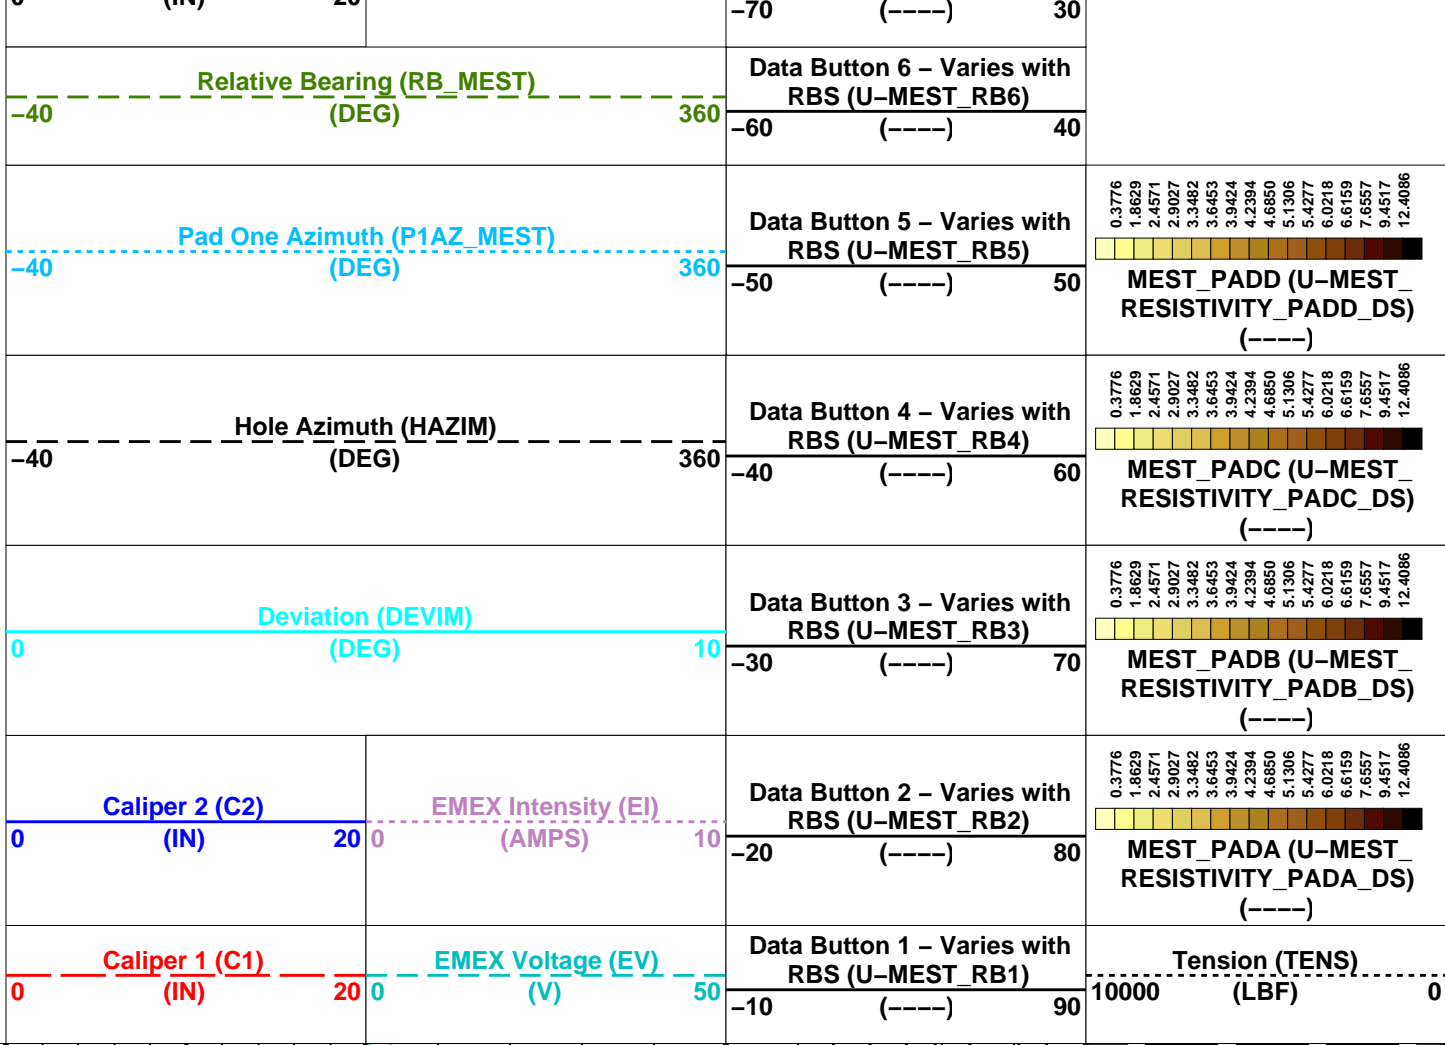 0 (IN) 20
−70 (−−−−) 30
Relative Bearing (RB_MEST)
−40 (DEG) 360
Data Button 6 − Varies with
RBS (U−MEST_RB6)
−60 (−−−−) 40
Pad One Azimuth (P1AZ_MEST)
−40 (DEG) 360
Data Button 5 − Varies with
RBS (U−MEST_RB5)
−50 (−−−−) 50
0.3776 1.8629 2.4571 2.9027 3.3482 3.6453 3.9424 4.2394 4.6850 5.1306 5.4277 6.0218 6.6159 7.6557 9.4517 12.4086
MEST_PADD (U−MEST_
RESISTIVITY_PADD_DS)
(−−−−)
Hole Azimuth (HAZIM)
−40 (DEG) 360
Data Button 4 − Varies with
RBS (U−MEST_RB4)
−40 (−−−−) 60
0.3776 1.8629 2.4571 2.9027 3.3482 3.6453 3.9424 4.2394 4.6850 5.1306 5.4277 6.0218 6.6159 7.6557 9.4517 12.4086
MEST_PADC (U−MEST_
RESISTIVITY_PADC_DS)
(−−−−)
Deviation (DEVIM)
0 (DEG) 10
Data Button 3 − Varies with
RBS (U−MEST_RB3)
−30 (−−−−) 70
0.3776 1.8629 2.4571 2.9027 3.3482 3.6453 3.9424 4.2394 4.6850 5.1306 5.4277 6.0218 6.6159 7.6557 9.4517 12.4086
MEST_PADB (U−MEST_
RESISTIVITY_PADB_DS)
(−−−−)
Caliper 2 (C2)
0 (IN) 20
EMEX Intensity (EI)
0 (AMPS) 10
Data Button 2 − Varies with
RBS (U−MEST_RB2)
−20 (−−−−) 80
0.3776 1.8629 2.4571 2.9027 3.3482 3.6453 3.9424 4.2394 4.6850 5.1306 5.4277 6.0218 6.6159 7.6557 9.4517 12.4086
MEST_PADA (U−MEST_
RESISTIVITY_PADA_DS)
(−−−−)
Caliper 1 (C1)
0 (IN) 20
EMEX Voltage (EV)
0 (V) 50
Data Button 1 − Varies with
RBS (U−MEST_RB1)
−10 (−−−−) 90
Tension (TENS)
10000 (LBF) 0